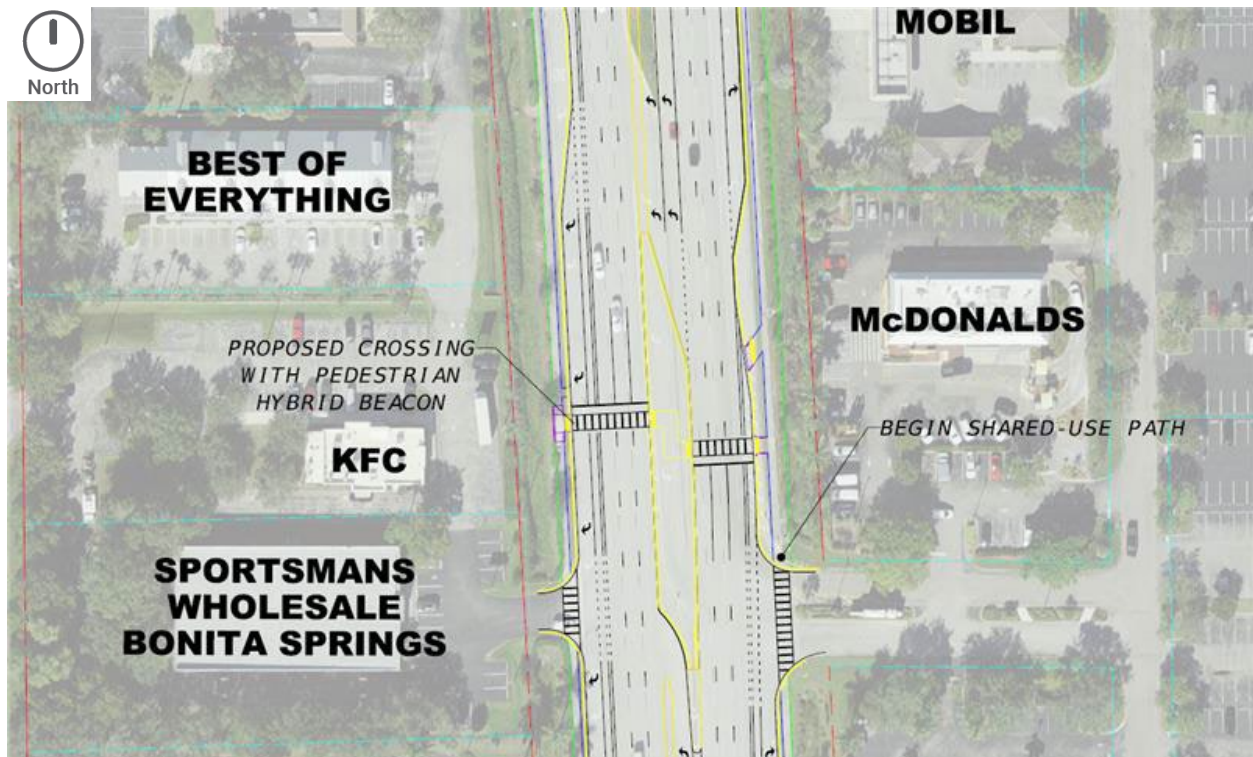 North
MOBIL
BEST OF
EVERYTHING
McDONALDS
PROPOSED CROSSING
WITH PEDESTRIAN
HYBRID BEACON
BEGIN SHARED-USE PATH
KFC
SPORTSMANS
WHOLESALE
BONITA SPRINGS